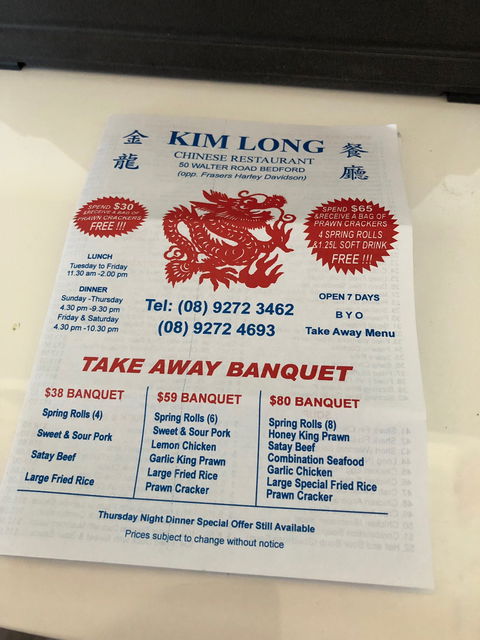 金龍
KIM LONG
餐廳
CHINESE RESTAURANT
50 WALTER ROAD BEDFORD
(opp. Frasers Harley Davidson)
SPEND $30
& RECEIVE A BAG OF
PRAWN CRACKERS
FREE !!!
SPEND $65
& RECEIVE A BAG OF
PRAWN CRACKERS
4 SPRING ROLLS
& 1.25L SOFT DRINK
FREE !!!
LUNCH
Tuesday to Friday
11.30 am -2.00 pm
DINNER
Sunday -Thursday
4.30 pm -9.30 pm
Friday & Saturday
4.30 pm -10.30 pm
Tel: (08) 9272 3462
(08) 9272 4693
OPEN 7 DAYS
B Y O
Take Away Menu
TAKE AWAY BANQUET
$38 BANQUET
Spring Rolls (4)
Sweet & Sour Pork
Satay Beef
Large Fried Rice
$59 BANQUET
Spring Rolls (6)
Sweet & Sour Pork
Lemon Chicken
Garlic King Prawn
Large Fried Rice
Prawn Cracker
$80 BANQUET
Spring Rolls (8)
Honey King Prawn
Satay Beef
Combination Seafood
Garlic Chicken
Large Special Fried Rice
Prawn Cracker
Thursday Night Dinner Special Offer Still Available
Prices subject to change without notice